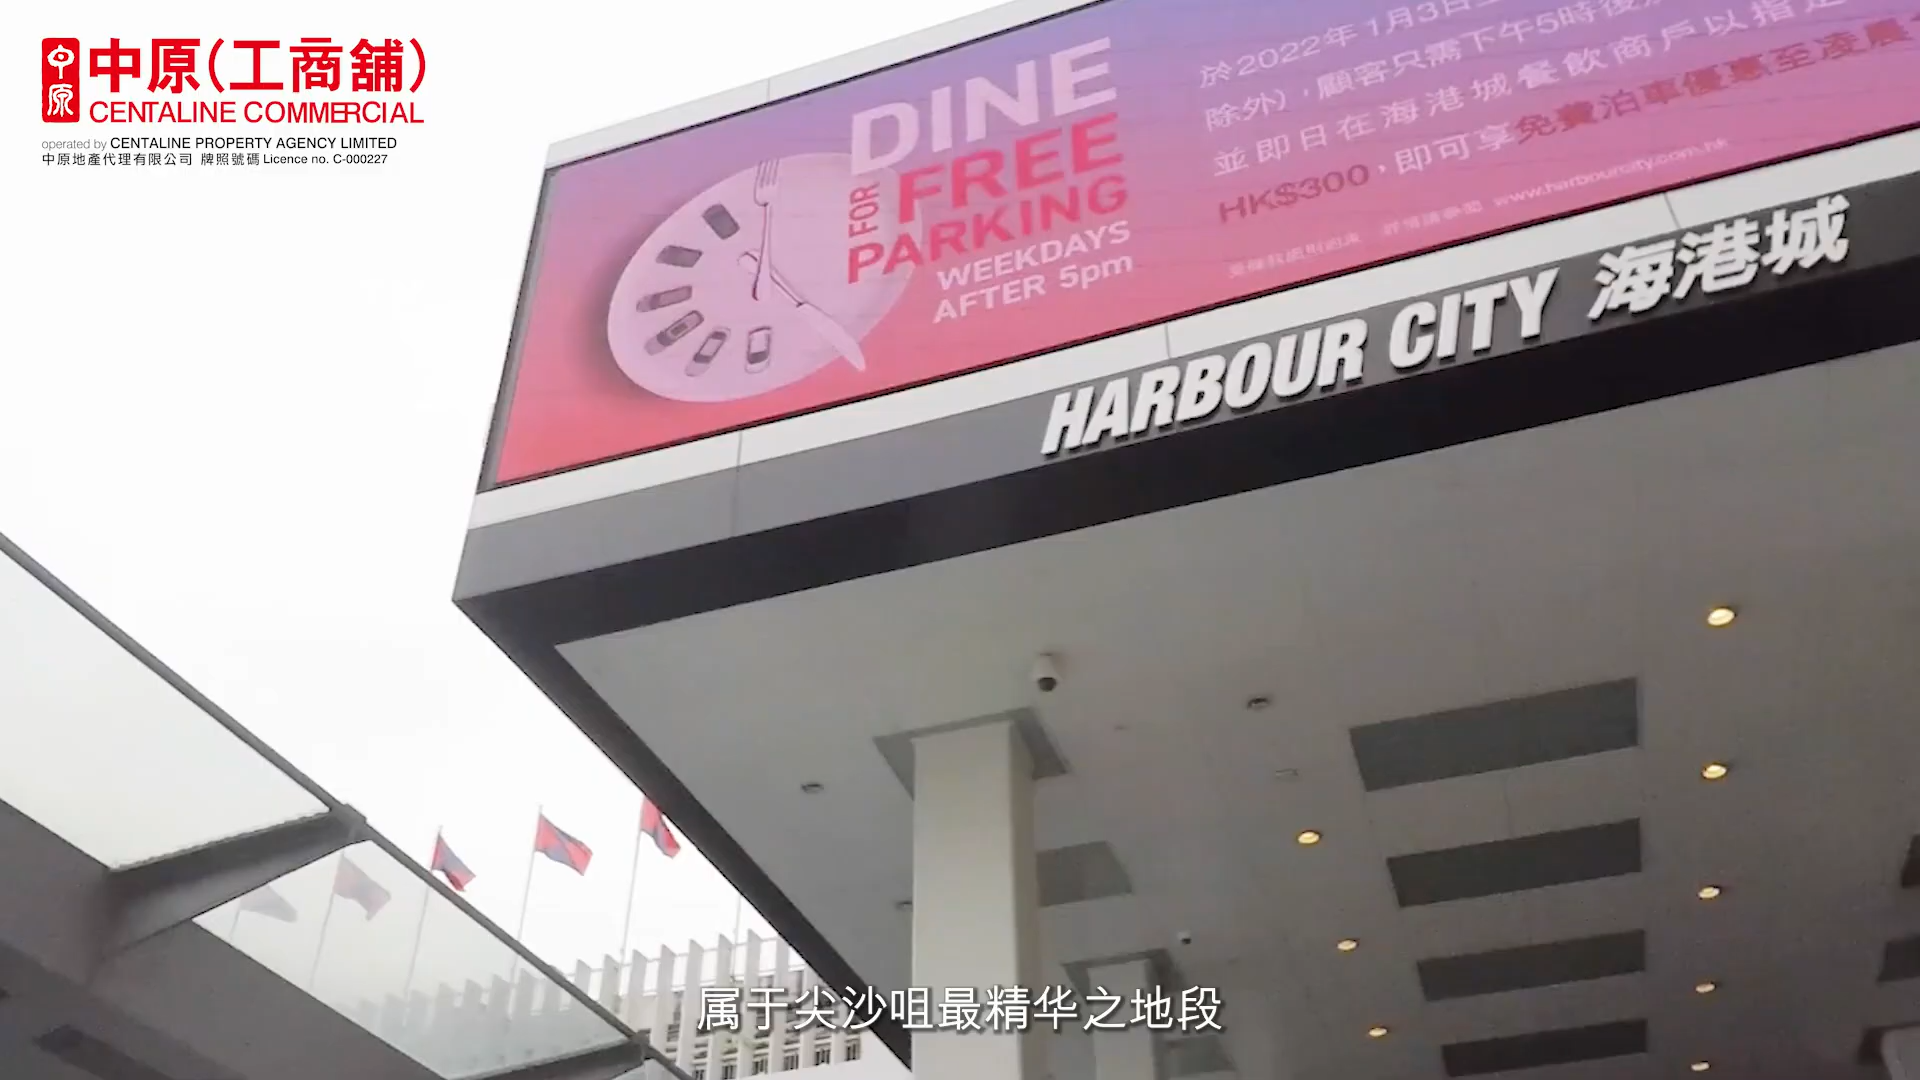 中原(工商舖)
CENTALINE COMMERCIAL
operated by CENTALINE PROPERTY AGENCY LIMITED
中原地產代理有限公司 牌照號碼 Licence no. C-000227
DINE
FOR FREE
PARKING
WEEKDAYS
AFTER 5pm
於2022年1月3日
除外)，顧客只需下午5時後
並即日在海港城餐飲商戶以指定
HK$300，即可享免費泊車優惠至凌晨
www.harbourcity.com.hk
HARBOUR CITY 海港城
属于尖沙咀最精华之地段